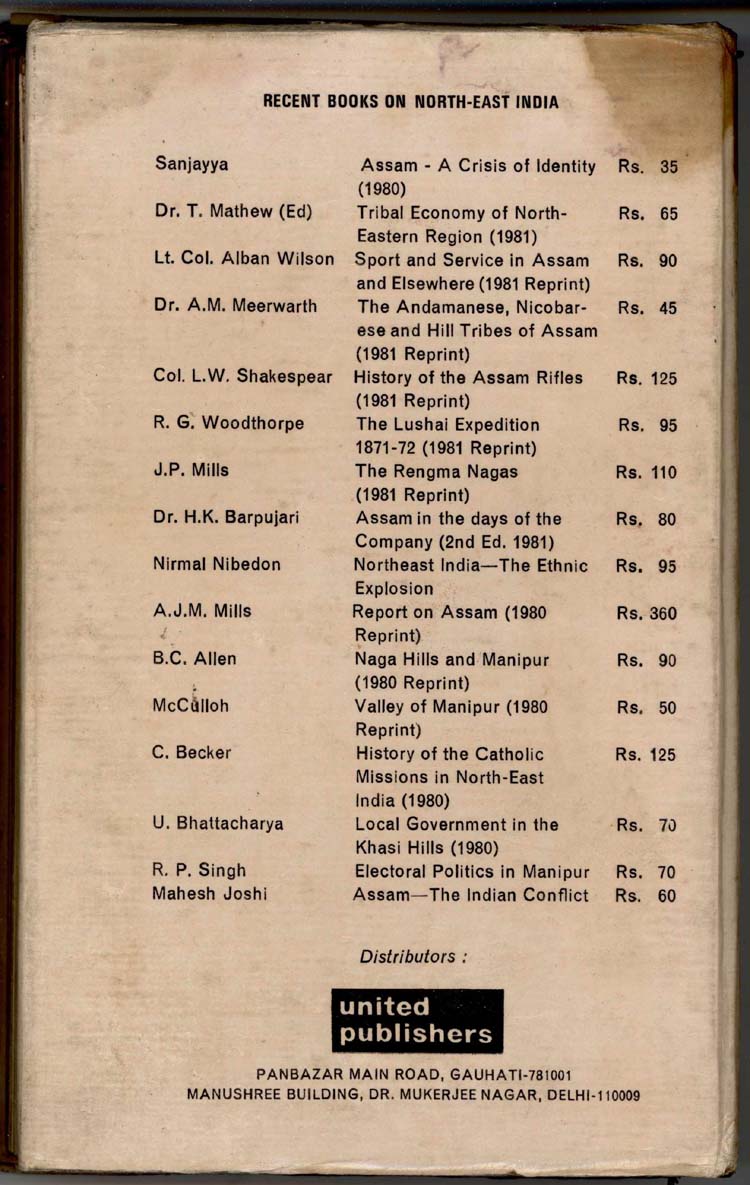 RECENT BOOKS ON NORTH-EAST INDIA
Sanjayya Assam - A Crisis of Identity Rs. 35
(1980)
Dr. T. Mathew (Ed) Tribal Economy of North- Rs. 65
Eastern Region (1981)
Lt. Col. Alban Wilson Sport and Service in Assam Rs. 90
and Elsewhere (1981 Reprint)
Dr. A.M. Meerwarth The Andamanese, Nicobar- Rs. 45
ese and Hill Tribes of Assam
(1981 Reprint)
Col. L.W. Shakespear History of the Assam Rifles Rs. 125
(1981 Reprint)
R. G. Woodthorpe The Lushai Expedition Rs. 95
1871-72 (1981 Reprint)
J.P. Mills The Rengma Nagas Rs. 110
(1981 Reprint)
Dr. H.K. Barpujari Assam in the days of the Rs. 80
Company (2nd Ed. 1981)
Nirmal Nibedon Northeast India—The Ethnic Rs. 95
Explosion
A.J.M. Mills Report on Assam (1980 Rs. 360
Reprint)
B.C. Allen Naga Hills and Manipur Rs. 90
(1980 Reprint)
McCulloh Valley of Manipur (1980 Rs. 50
Reprint)
C. Becker History of the Catholic Rs. 125
Missions in North-East
India (1980)
U. Bhattacharya Local Government in the Rs. 70
Khasi Hills (1980)
R. P. Singh Electoral Politics in Manipur Rs. 70
Mahesh Joshi Assam—The Indian Conflict Rs. 60
Distributors :
united
publishers
PANBAZAR MAIN ROAD, GAUHATI-781001
MANUSHREE BUILDING, DR. MUKERJEE NAGAR, DELHI-110009